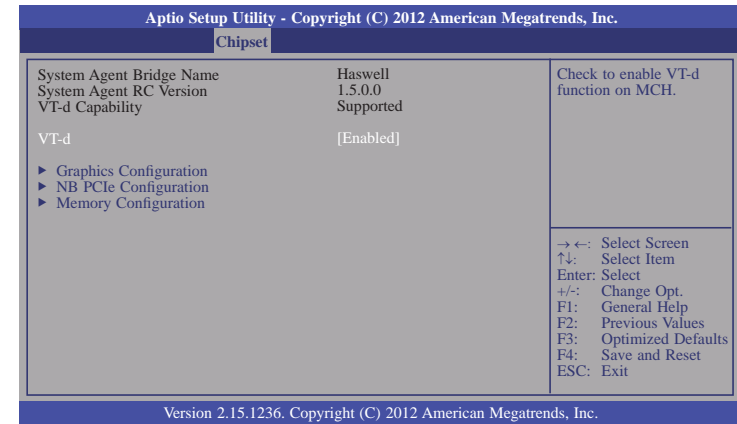 Aptio Setup Utility - Copyright (C) 2012 American Megatrends, Inc.
Chipset
System Agent Bridge Name Haswell
System Agent RC Version 1.5.0.0
VT-d Capability Supported
VT-d [Enabled]
▶ Graphics Configuration
▶ NB PCIe Configuration
▶ Memory Configuration
Check to enable VT-d
function on MCH.
→ ←: Select Screen
↑↓: Select Item
Enter: Select
+/-: Change Opt.
F1: General Help
F2: Previous Values
F3: Optimized Defaults
F4: Save and Reset
ESC: Exit
Version 2.15.1236. Copyright (C) 2012 American Megatrends, Inc.